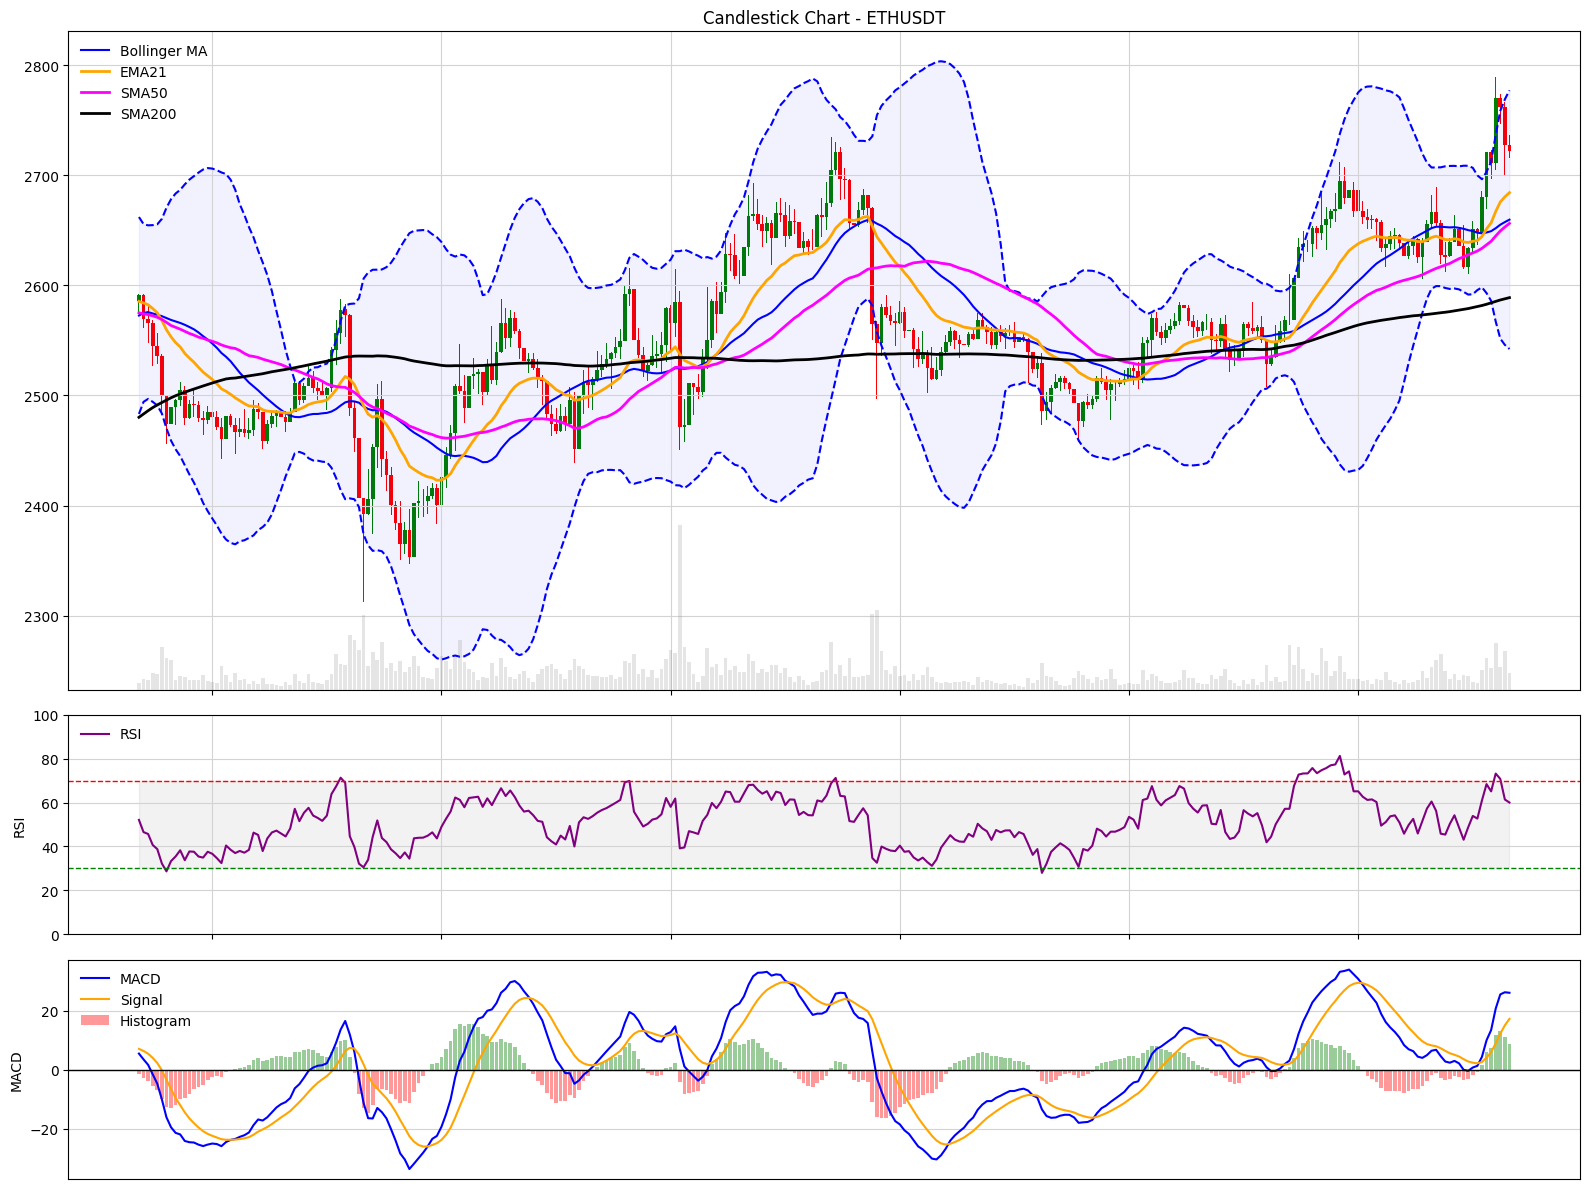 Candlestick Chart - ETHUSDT
Bollinger MA
EMA21
SMA50
SMA200
2800
2700
2600
2500
2400
2300
RSI
100
80
60
40
20
0
RSI
MACD
Signal
Histogram
20
0
−20
MACD